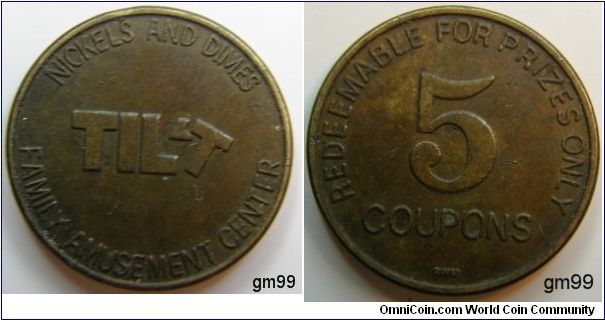 NICKELS AND DIMES
TILT
FAMILY AMUSEMENT CENTER
gm99
REDEEMABLE FOR PRIZES ONLY
5
COUPONS
gm99
OmniCoin.com World Coin Community